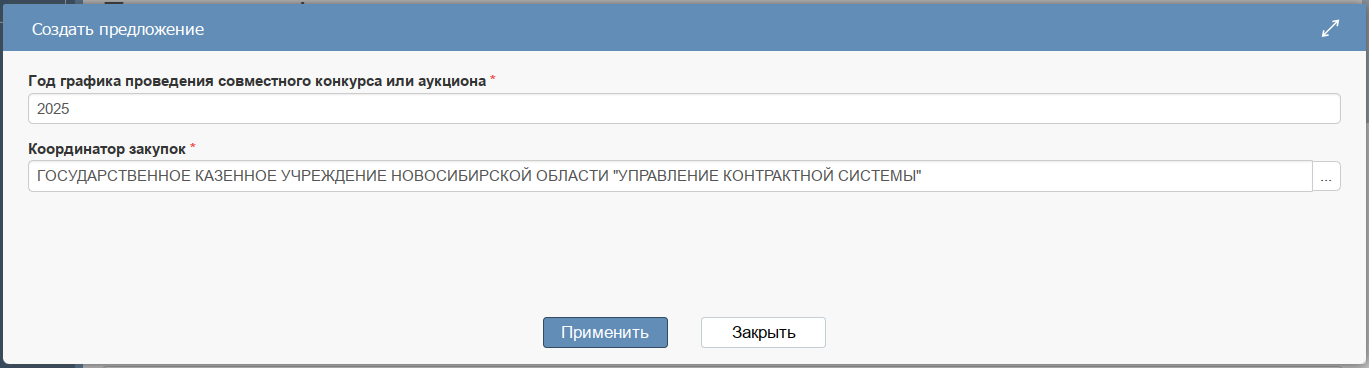 Создать предложение
Год графика проведения совместного конкурса или аукциона *
2025
Координатор закупок *
ГОСУДАРСТВЕННОЕ КАЗЕННОЕ УЧРЕЖДЕНИЕ НОВОСИБИРСКОЙ ОБЛАСТИ "УПРАВЛЕНИЕ КОНТРАКТНОЙ СИСТЕМЫ" ...
Применить Закрыть